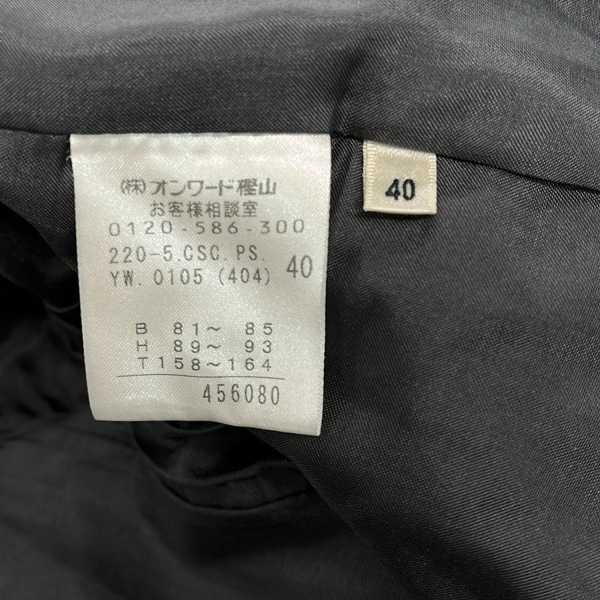 (株)オンワード樫山
お客様相談室
0120-586-300
220-5.CSC.PS.
YW.0105 (404) 40
B 81～ 85
H 89～ 93
T158～164
456080
40